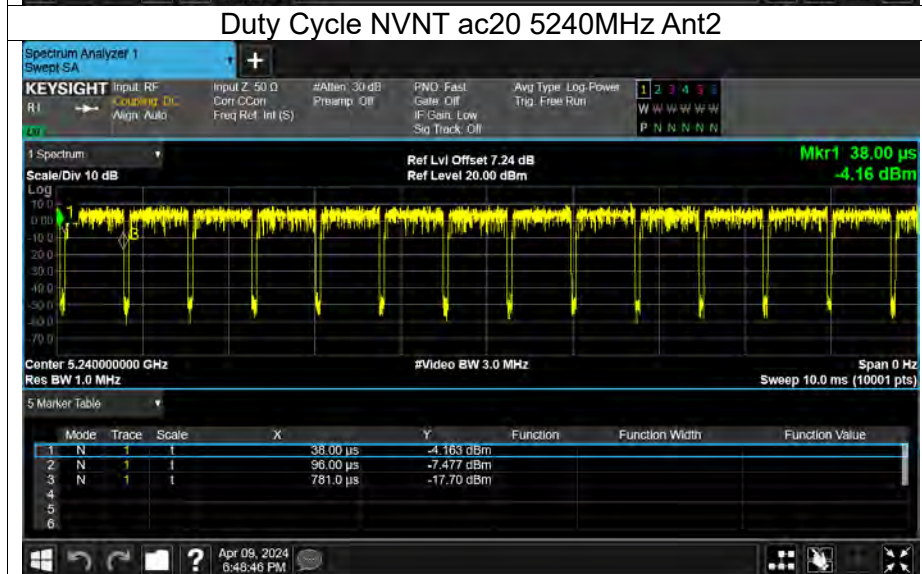 Duty Cycle NVNT ac20 5240MHz Ant2
Spectrum Analyzer 1
Swept SA
+
KEYSIGHT Input: RF Input Z: 50 Ω #Atten: 30 dB PNO: Fast Avg Type: Log-Power 1 2 3 4 5 6
Coupling: DC Corr CCorr Preamp: Off Gate: Off Trig: Free Run W W W W W W
Align: Auto Freq Ref: Int (S) IF Gain: Low
Sig Track: Off P N N N N N
1 Spectrum Ref Lvl Offset 7.24 dB Mkr1 38.00 µs
Scale/Div 10 dB Ref Level 20.00 dBm -4.16 dBm
Log
10.0
0.00
-10.0
-20.0
-30.0
-40.0
-50.0
-60.0
-70.0
1
3
Center 5.240000000 GHz #Video BW 3.0 MHz Span 0 Hz
Res BW 1.0 MHz Sweep 10.0 ms (10001 pts)
5 Marker Table
Mode Trace Scale X Y Function Function Width Function Value
1 N 1 t 38.00 µs -4.163 dBm
2 N 1 t 96.00 µs -7.477 dBm
3 N 1 t 781.0 µs -17.70 dBm
4
5
6
? Apr 09, 2024
6:48:46 PM